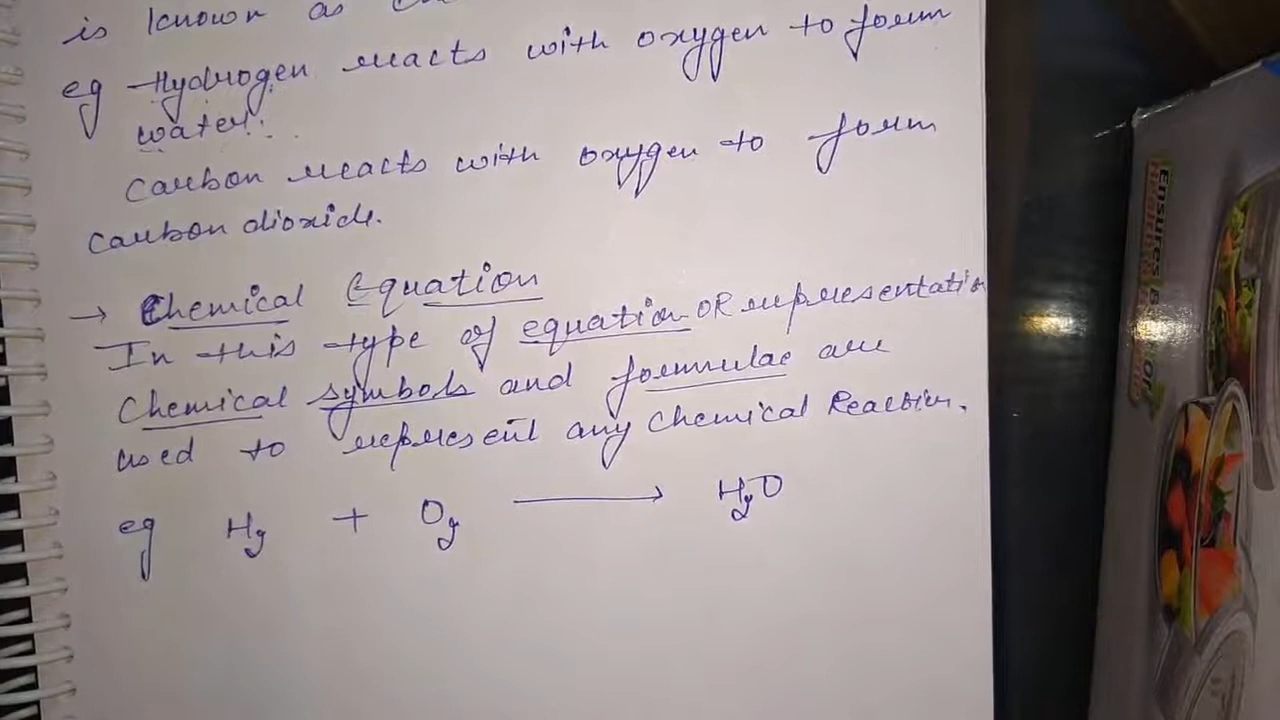 is known as
eg Hydrogen reacts with oxygen to form
water.
Carbon reacts with oxygen to form
carbon dioxide.
→ Chemical Equation
In this type of equation OR representation
Chemical symbols and formulae are
used to represent any chemical Reaction.
eg H₂ + O₂ ⟶ H₂O
Ensures